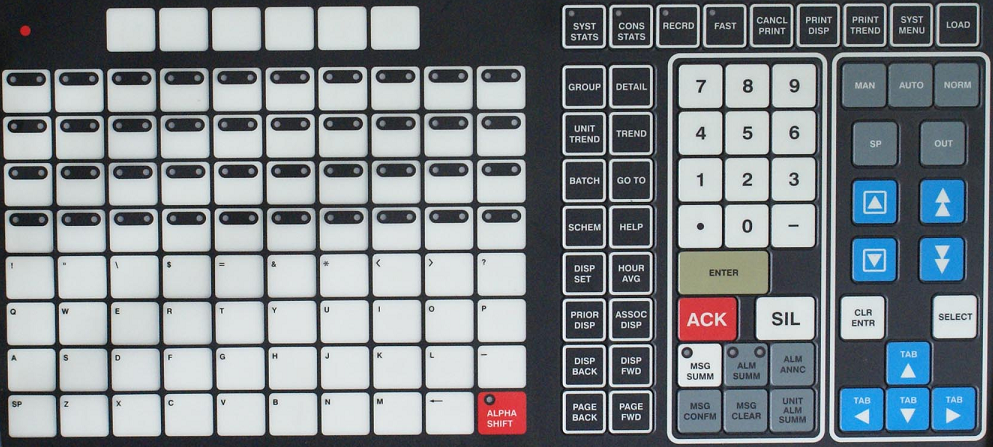 SYST STATS
CONS STATS
RECRD
FAST
CANCL PRINT
PRINT DISP
PRINT TREND
SYST MENU
LOAD
GROUP
DETAIL
UNIT TREND
TREND
BATCH
GO TO
SCHEM
HELP
DISP SET
HOUR AVG
PRIOR DISP
ASSOC DISP
DISP BACK
DISP FWD
PAGE BACK
PAGE FWD
7 8 9
4 5 6
1 2 3
• 0 –
ENTER
ACK
SIL
MSG SUMM
ALM SUMM
ALM ANNC
MSG CONFM
MSG CLEAR
UNIT ALM SUMM
MAN
AUTO
NORM
SP
OUT
CLR ENTR
SELECT
TAB
TAB
TAB
TAB
! " \ $ = & * < > ?
Q W E R T Y U I O P
A S D F G H J K L –
SP Z X C V B N M ←
ALPHA SHIFT